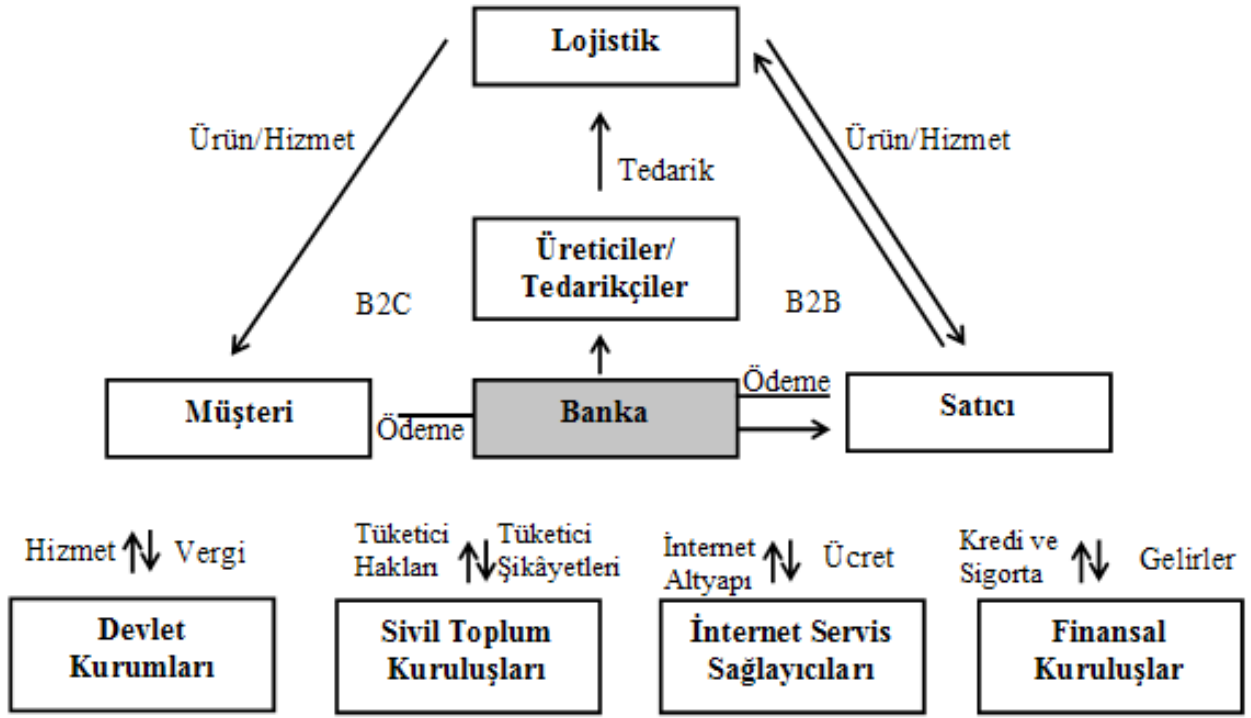 Lojistik
Ürün/Hizmet
Ürün/Hizmet
Tedarik
Üreticiler/
Tedarikçiler
B2C
B2B
Müşteri
Ödeme
Banka
Ödeme
Satıcı
Hizmet
Vergi
Tüketici
Hakları
Tüketici
Şikâyetleri
İnternet
Altyapı
Ücret
Kredi ve
Sigorta
Gelirler
Devlet
Kurumları
Sivil Toplum
Kuruluşları
İnternet Servis
Sağlayıcıları
Finansal
Kuruluşlar